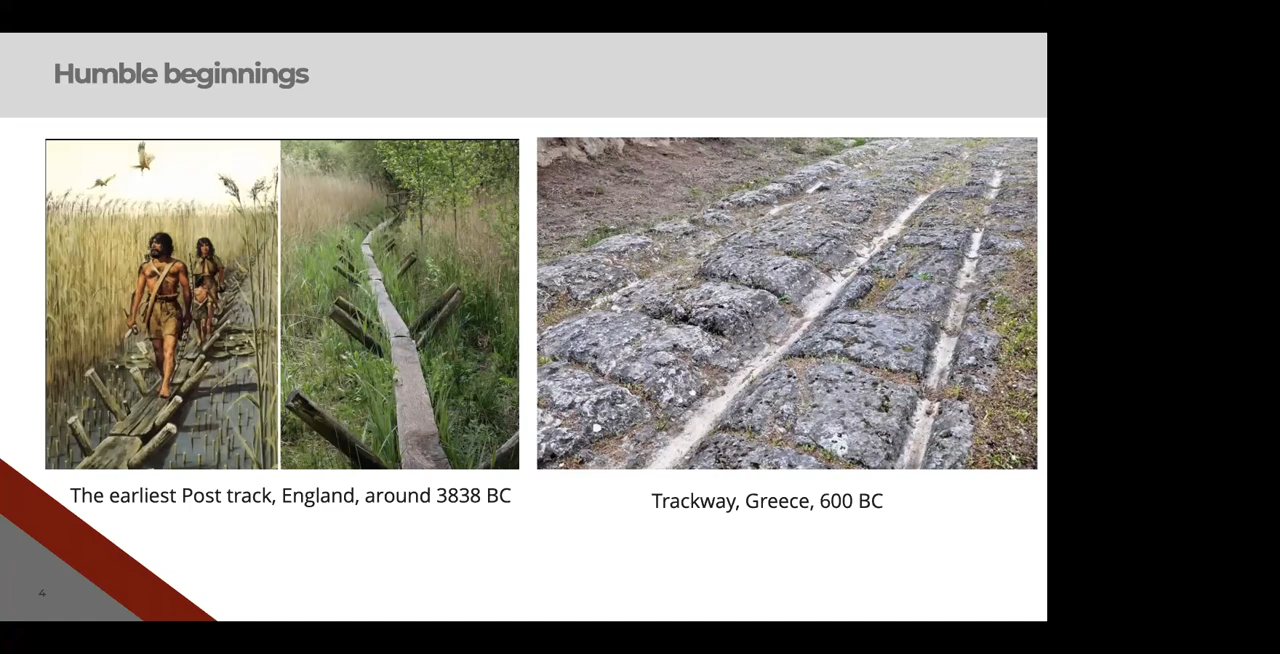 Humble beginnings
The earliest Post track, England, around 3838 BC
Trackway, Greece, 600 BC
4